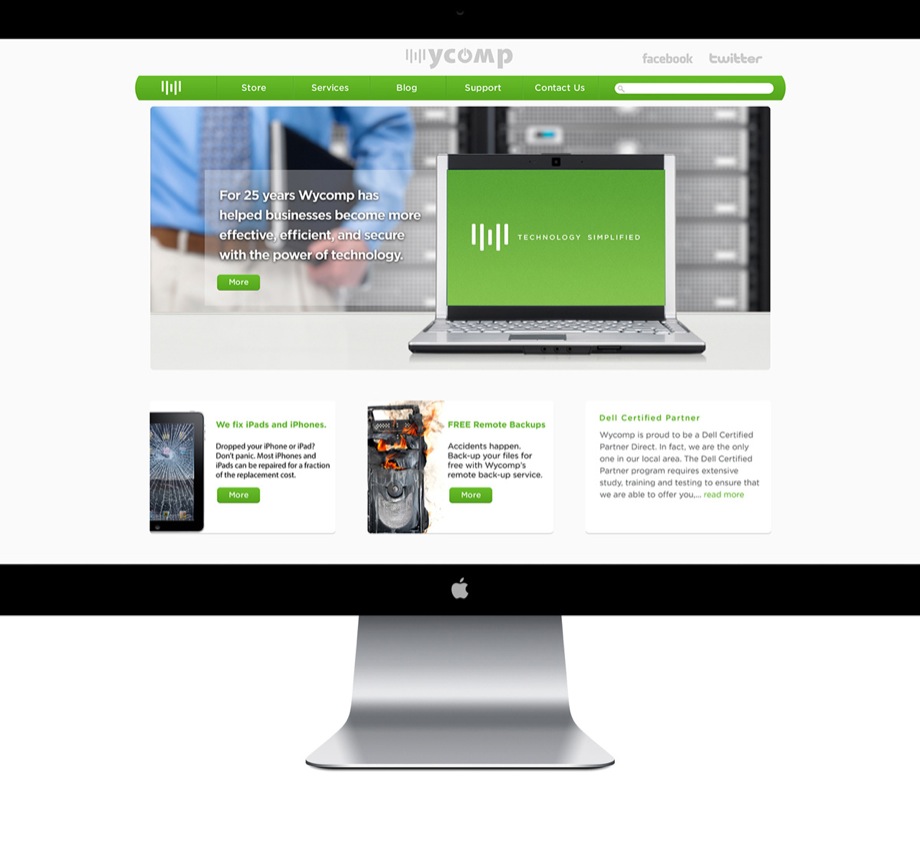 wycomp
facebook twitter
Store Services Blog Support Contact Us
For 25 years Wycomp has
helped businesses become more
effective, efficient, and secure
with the power of technology.
More
TECHNOLOGY SIMPLIFIED
We fix iPads and iPhones.
Dropped your iPhone or iPad?
Don't panic. Most iPhones and
iPads can be repaired for a fraction
of the replacement cost.
More
FREE Remote Backups
Accidents happen.
Back-up your files for
free with Wycomp's
remote back-up service.
More
Dell Certified Partner
Wycomp is proud to be a Dell Certified
Partner Direct. In fact, we are the only
one in our local area. The Dell Certified
Partner program requires extensive
study, training and testing to ensure that
we are able to offer you,... read more